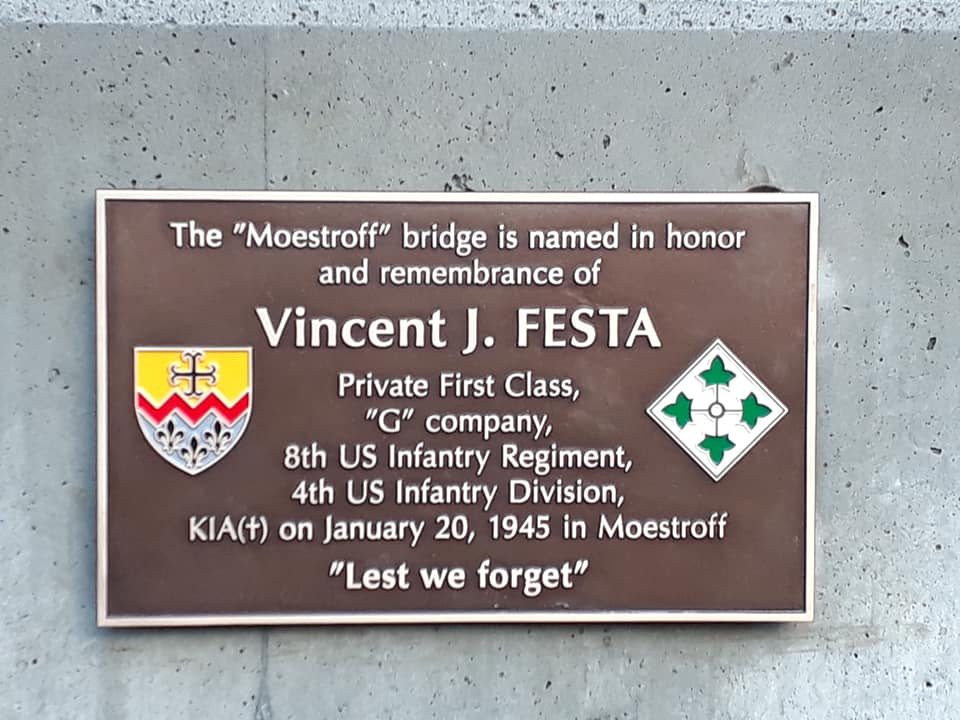 The "Moestroff" bridge is named in honor
and remembrance of
Vincent J. FESTA
Private First Class,
"G" company,
8th US Infantry Regiment,
4th US Infantry Division,
KIA(†) on January 20, 1945 in Moestroff
"Lest we forget"